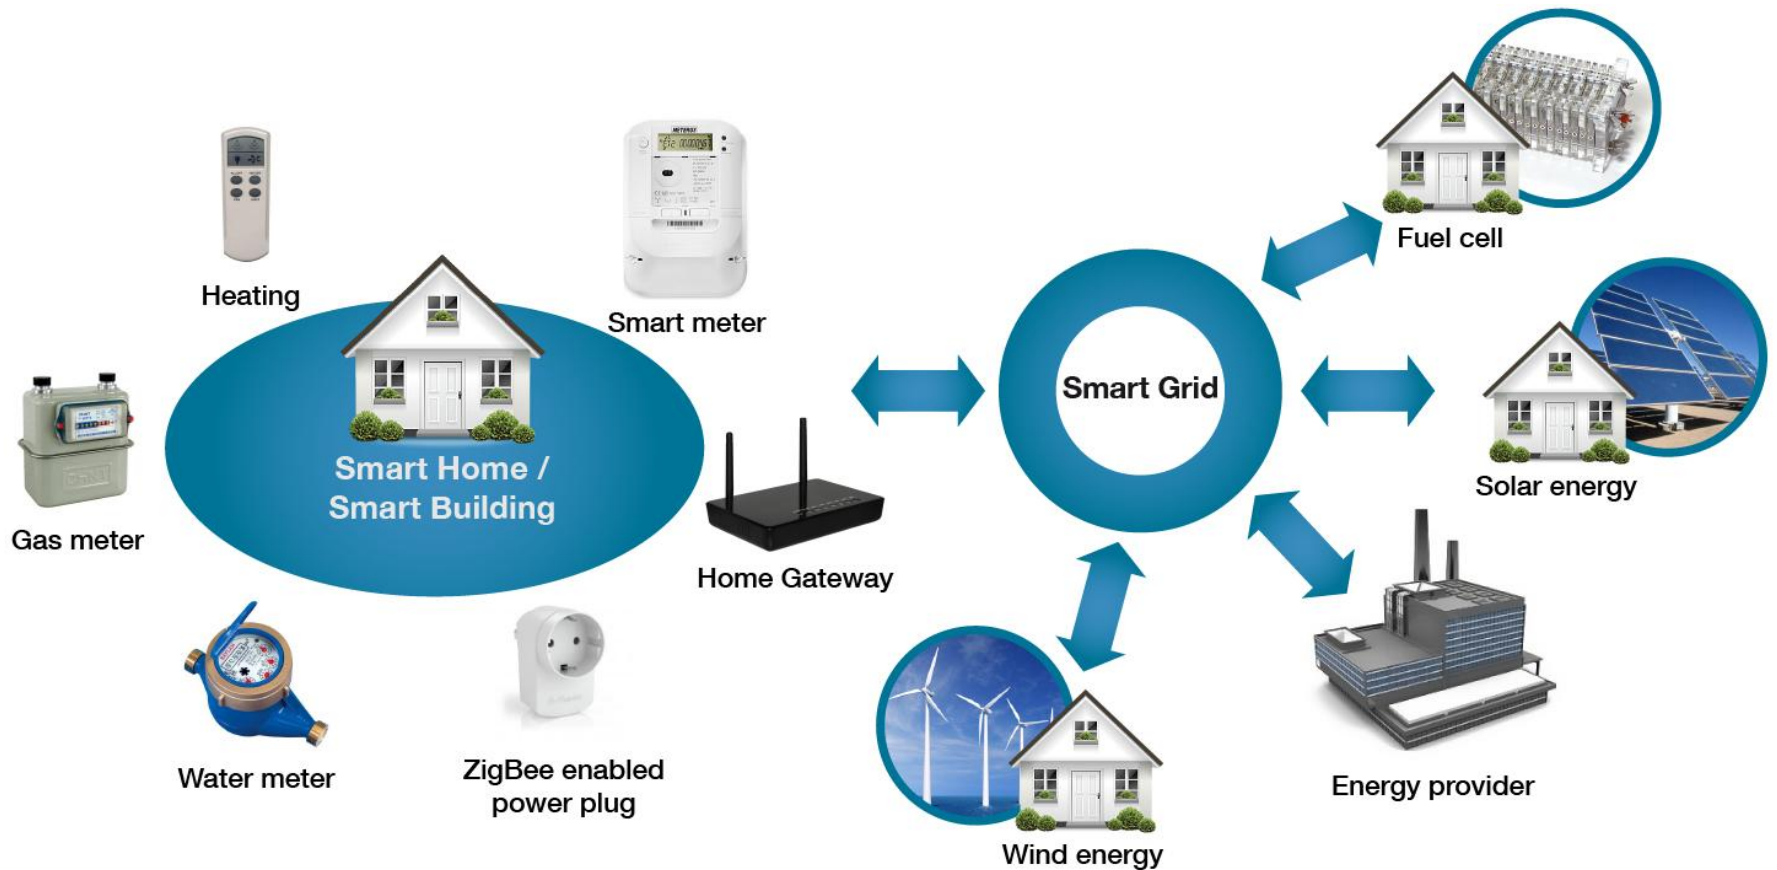 Heating
METERUS
Smart meter
Gas meter
Smart Home /
Smart Building
Home Gateway
Water meter
ZigBee enabled
power plug
Smart Grid
Fuel cell
Solar energy
Energy provider
Wind energy